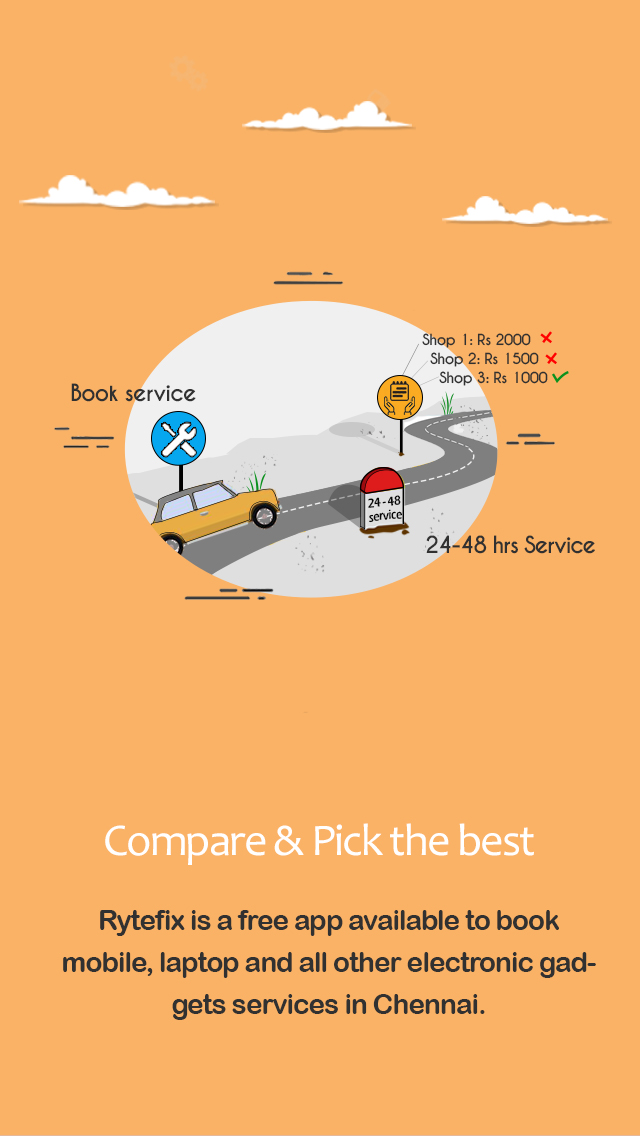 Shop 1: Rs 2000
Shop 2: Rs 1500
Shop 3: Rs 1000
Book service
24-48
service
24-48 hrs Service
Compare & Pick the best
Rytefix is a free app available to book
mobile, laptop and all other electronic gad-
gets services in Chennai.